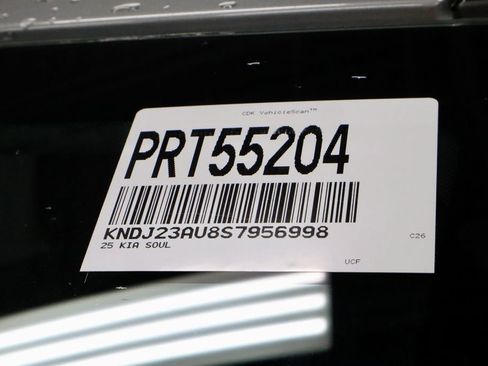 CDK VehicleScan™
PRT55204
KNDJ23AU8S7956998
25 KIA SOUL
C26
UCF